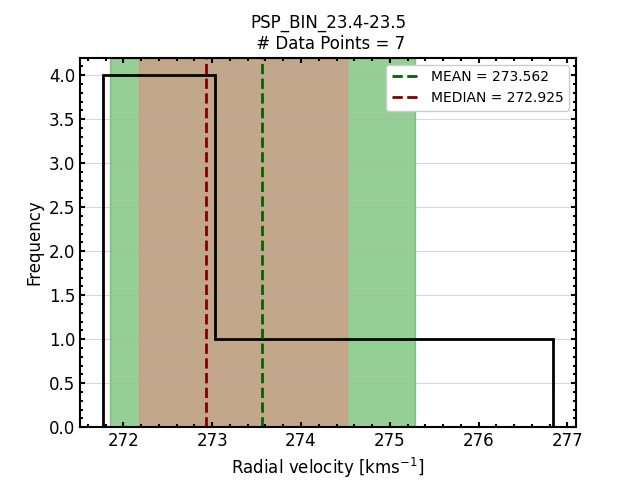 PSP_BIN_23.4-23.5
# Data Points = 7
MEAN = 273.562
MEDIAN = 272.925
4.0
3.5
3.0
2.5
2.0
1.5
1.0
0.5
0.0
Frequency
272 273 274 275 276 277
Radial velocity [kms⁻¹]